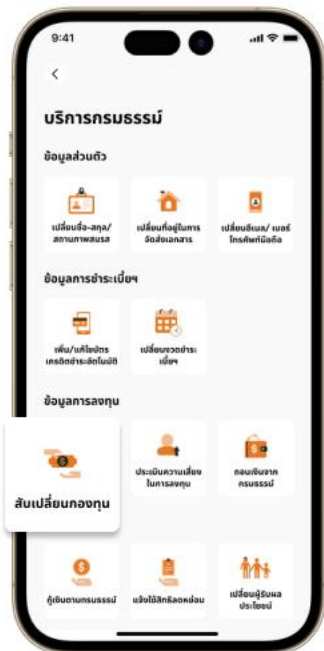 9:41
บริการกรมธรรม์
ข้อมูลส่วนตัว
เปลี่ยนชื่อ-สกุล/
สถานภาพสมรส
เปลี่ยนที่อยู่ในการ
จัดส่งเอกสาร
เปลี่ยนอีเมล/ เบอร์
โทรศัพท์มือถือ
ข้อมูลการชำระเบี้ยฯ
เพิ่ม/แก้ไขบัตร
เครดิตชำระอัตโนมัติ
เปลี่ยนงวดชำระ
เบี้ยฯ
ข้อมูลการลงทุน
สับเปลี่ยนกองทุน
ประเมินความเสี่ยง
ในการลงทุน
ถอนเงินจาก
กรมธรรม์
กู้เงินตามกรมธรรม์
แจ้งใช้สิทธิลดหย่อม
เปลี่ยนผู้รับผล
ประโยชน์